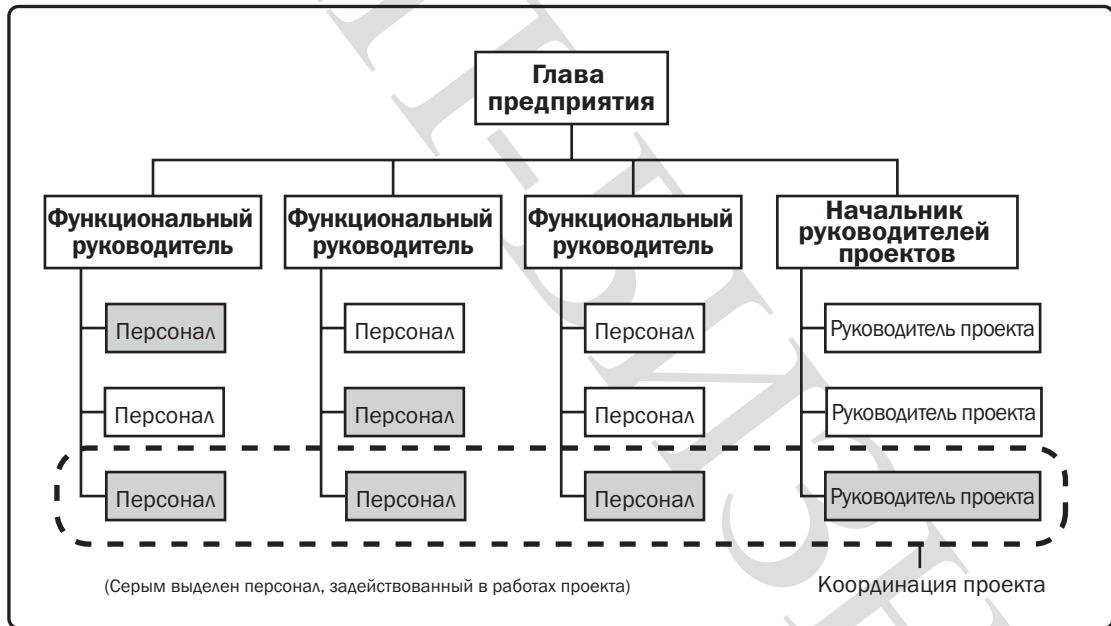 Глава
предприятия
Функциональный
руководитель
Функциональный
руководитель
Функциональный
руководитель
Начальник
руководителей
проектов
Персонал
Персонал
Персонал
Руководитель проекта
Персонал
Персонал
Персонал
Руководитель проекта
Персонал
Персонал
Персонал
Руководитель проекта
(Серым выделен персонал, задействованный в работах проекта)
Координация проекта